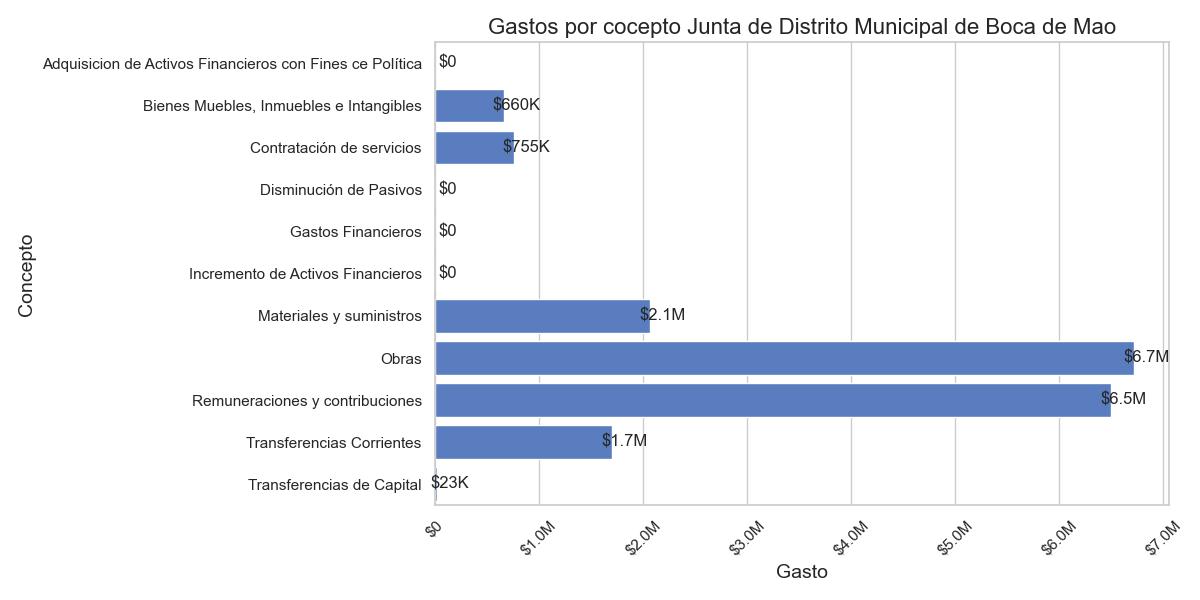 Gastos por cocepto Junta de Distrito Municipal de Boca de Mao
Adquisicion de Activos Financieros con Fines ce Política $0
Bienes Muebles, Inmuebles e Intangibles $660K
Contratación de servicios $755K
Disminución de Pasivos $0
Gastos Financieros $0
Incremento de Activos Financieros $0
Materiales y suministros $2.1M
Obras $6.7M
Remuneraciones y contribuciones $6.5M
Transferencias Corrientes $1.7M
Transferencias de Capital $23K
Concepto
$0 $1.0M $2.0M $3.0M $4.0M $5.0M $6.0M $7.0M
Gasto